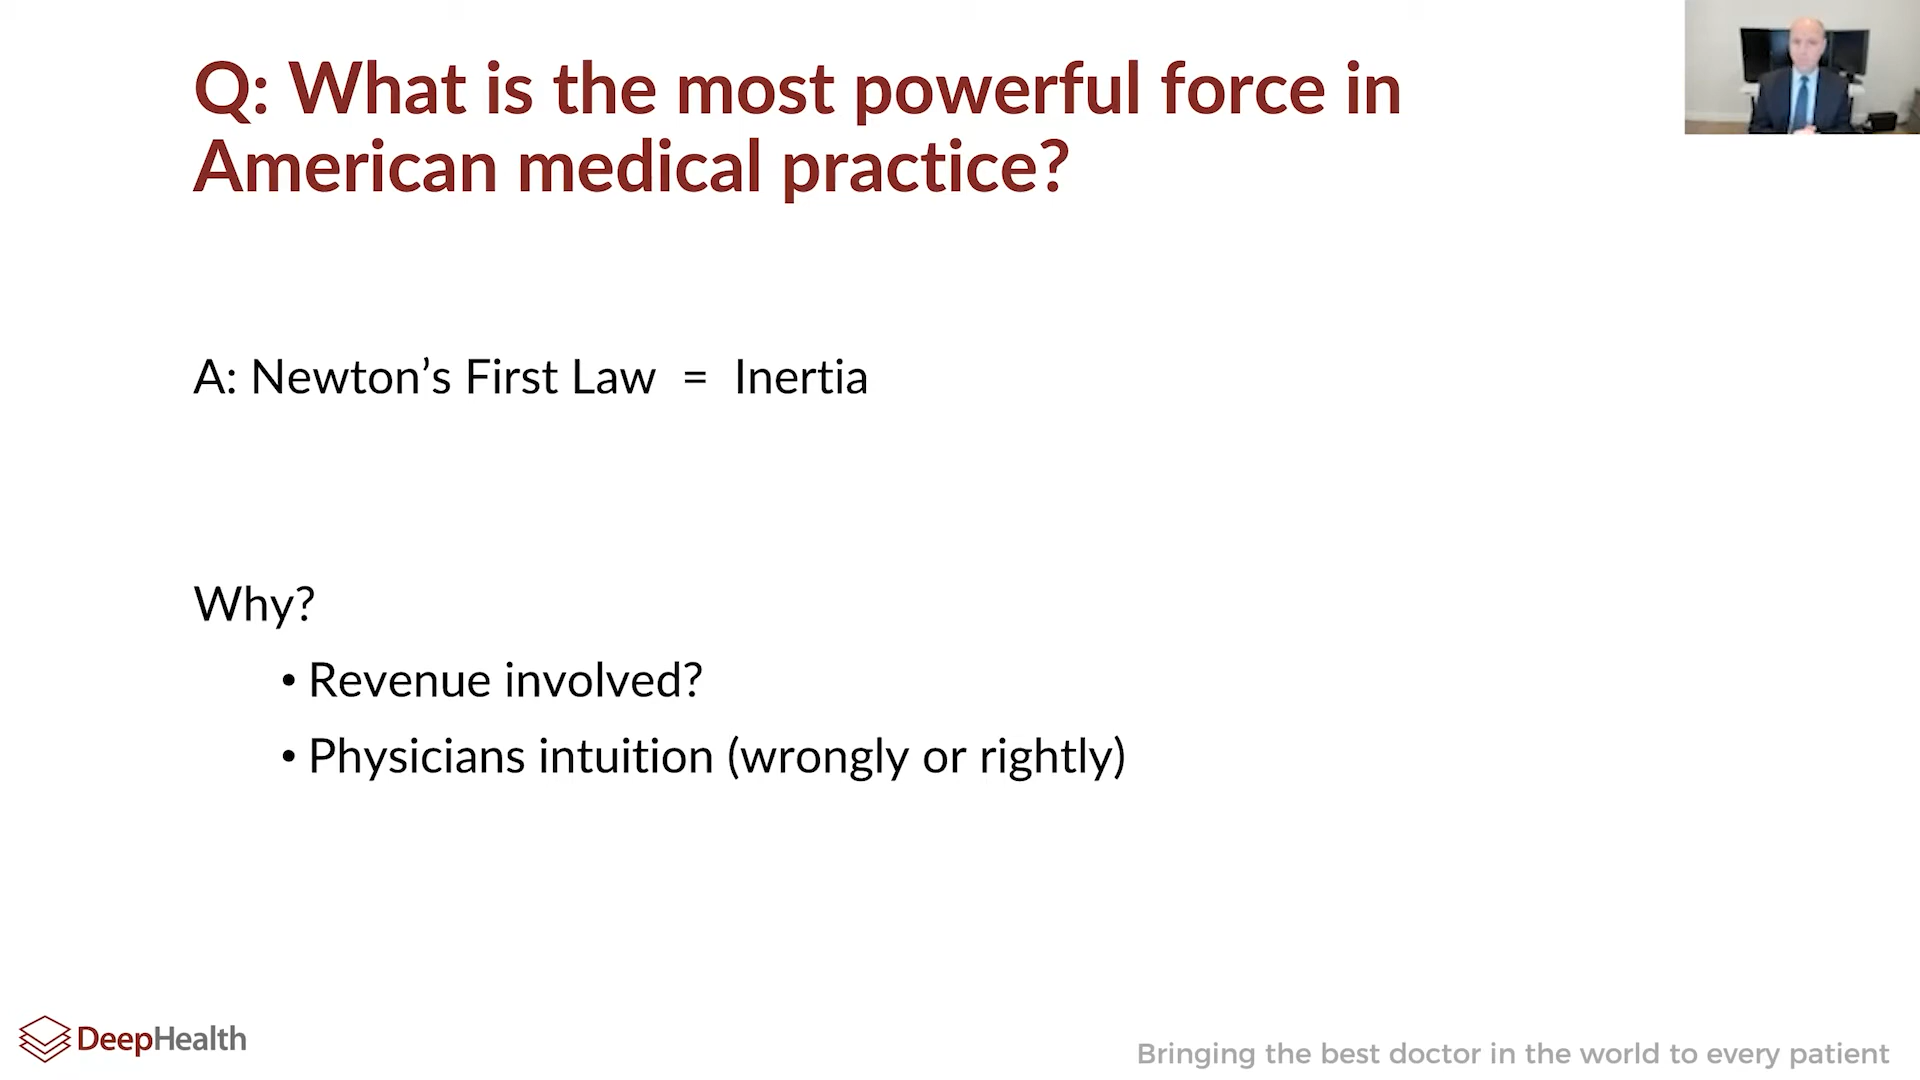 Q: What is the most powerful force in
American medical practice?
A: Newton’s First Law = Inertia
Why?
• Revenue involved?
• Physicians intuition (wrongly or rightly)
DeepHealth
Bringing the best doctor in the world to every patient